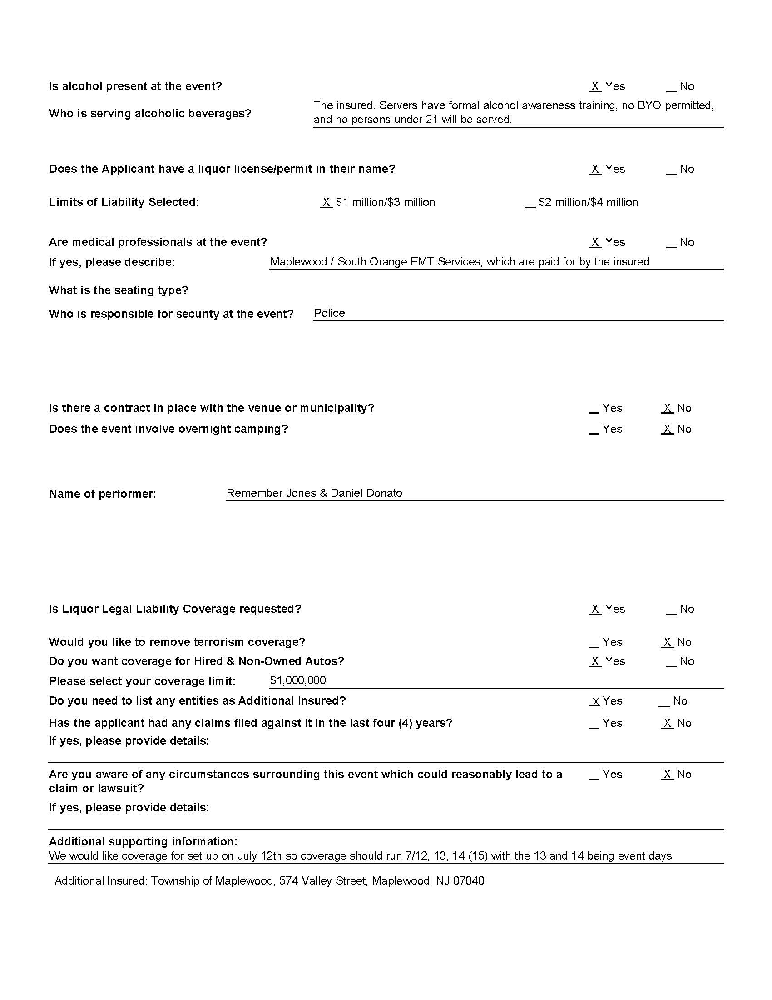 Is alcohol present at the event? X Yes __ No
The insured. Servers have formal alcohol awareness training, no BYO permitted,
Who is serving alcoholic beverages?
and no persons under 21 will be served.
Does the Applicant have a liquor license/permit in their name? X Yes __ No
Limits of Liability Selected: X $1 million/$3 million __ $2 million/$4 million
Are medical professionals at the event? X Yes __ No
If yes, please describe: Maplewood / South Orange EMT Services, which are paid for by the insured
What is the seating type?
Who is responsible for security at the event? Police
Is there a contract in place with the venue or municipality? __ Yes X No
Does the event involve overnight camping? __ Yes X No
Name of performer: Remember Jones & Daniel Donato
Is Liquor Legal Liability Coverage requested? X Yes __ No
Would you like to remove terrorism coverage? __ Yes X No
Do you want coverage for Hired & Non-Owned Autos? X Yes __ No
Please select your coverage limit: $1,000,000
Do you need to list any entities as Additional Insured? x Yes __ No
Has the applicant had any claims filed against it in the last four (4) years? __ Yes X No
If yes, please provide details:
Are you aware of any circumstances surrounding this event which could reasonably lead to a __ Yes X No
claim or lawsuit?
If yes, please provide details:
Additional supporting information:
We would like coverage for set up on July 12th so coverage should run 7/12, 13, 14 (15) with the 13 and 14 being event days
Additional Insured: Township of Maplewood, 574 Valley Street, Maplewood, NJ 07040